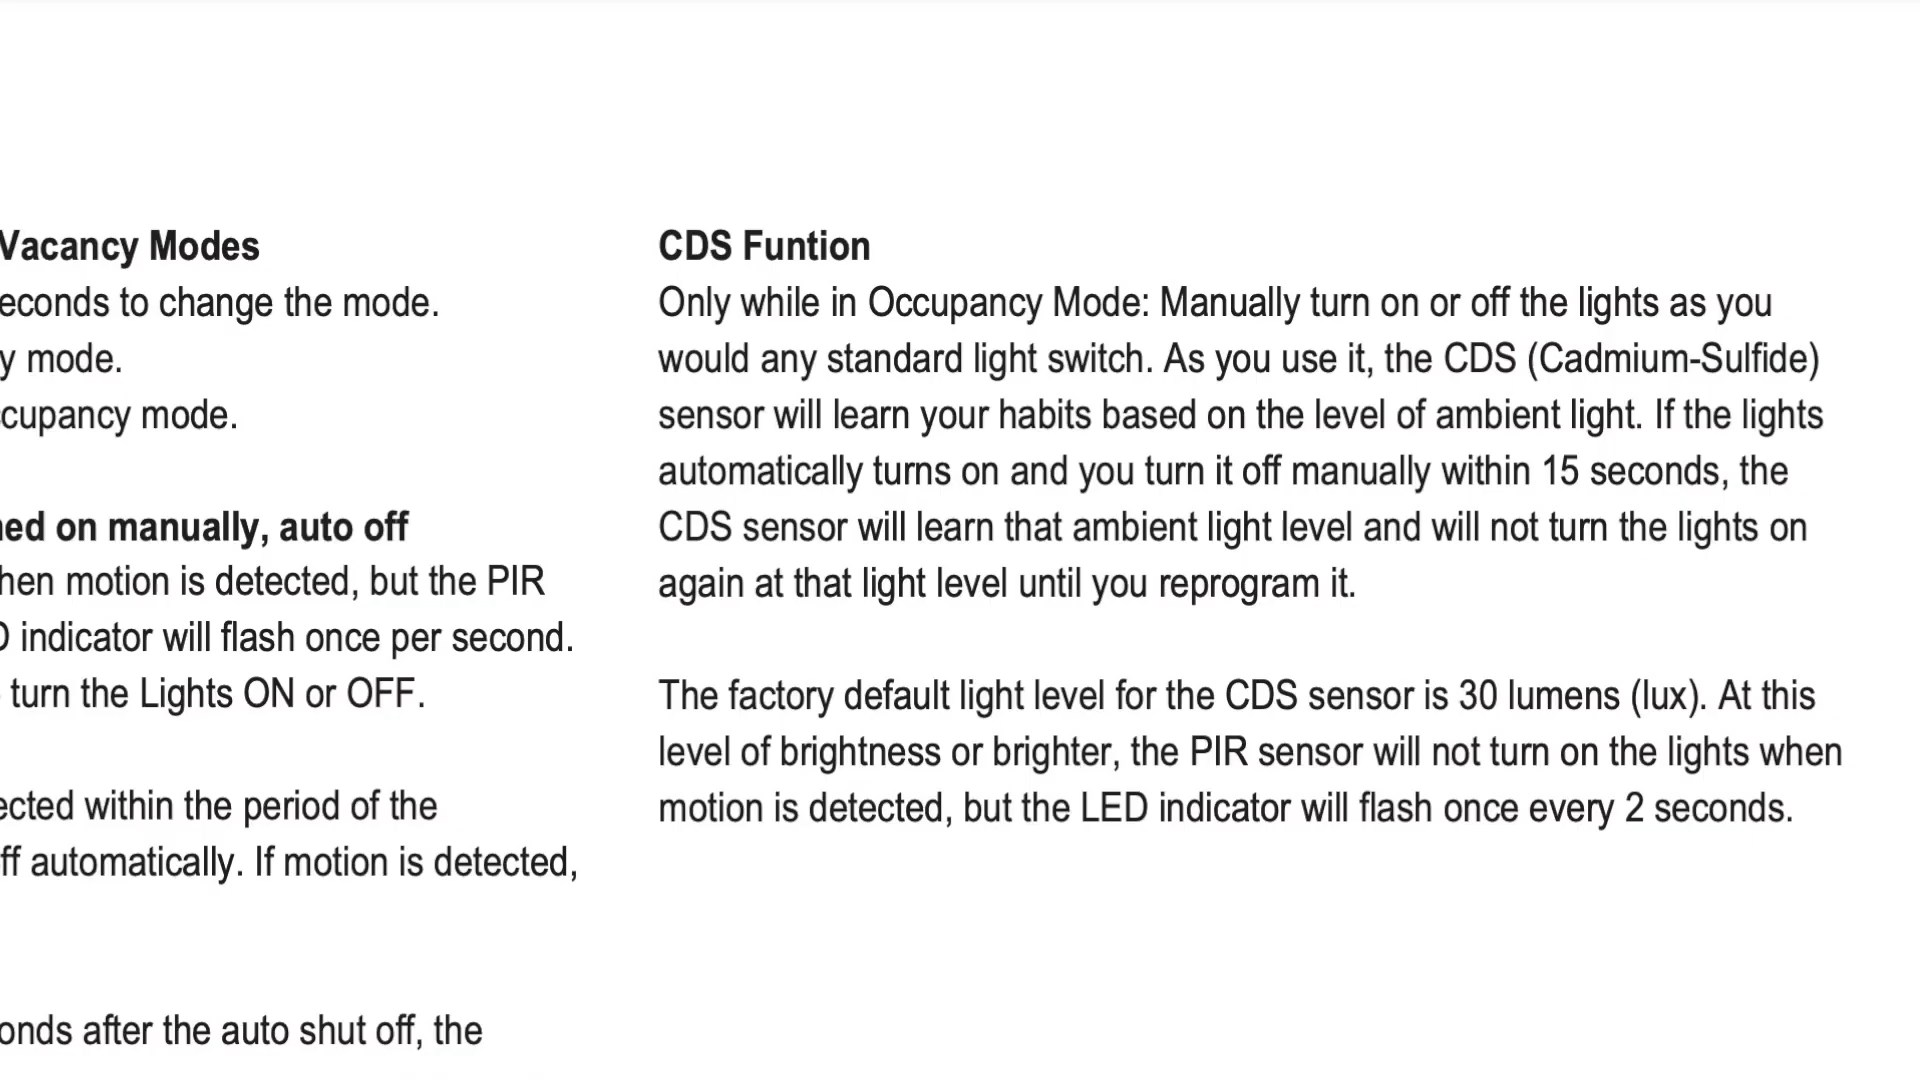 Vacancy Modes
econds to change the mode.
y mode.
cupancy mode.
ed on manually, auto off
hen motion is detected, but the PIR
D indicator will flash once per second.
turn the Lights ON or OFF.
ected within the period of the
ff automatically. If motion is detected,
onds after the auto shut off, the
CDS Funtion
Only while in Occupancy Mode: Manually turn on or off the lights as you
would any standard light switch. As you use it, the CDS (Cadmium-Sulfide)
sensor will learn your habits based on the level of ambient light. If the lights
automatically turns on and you turn it off manually within 15 seconds, the
CDS sensor will learn that ambient light level and will not turn the lights on
again at that light level until you reprogram it.
The factory default light level for the CDS sensor is 30 lumens (lux). At this
level of brightness or brighter, the PIR sensor will not turn on the lights when
motion is detected, but the LED indicator will flash once every 2 seconds.